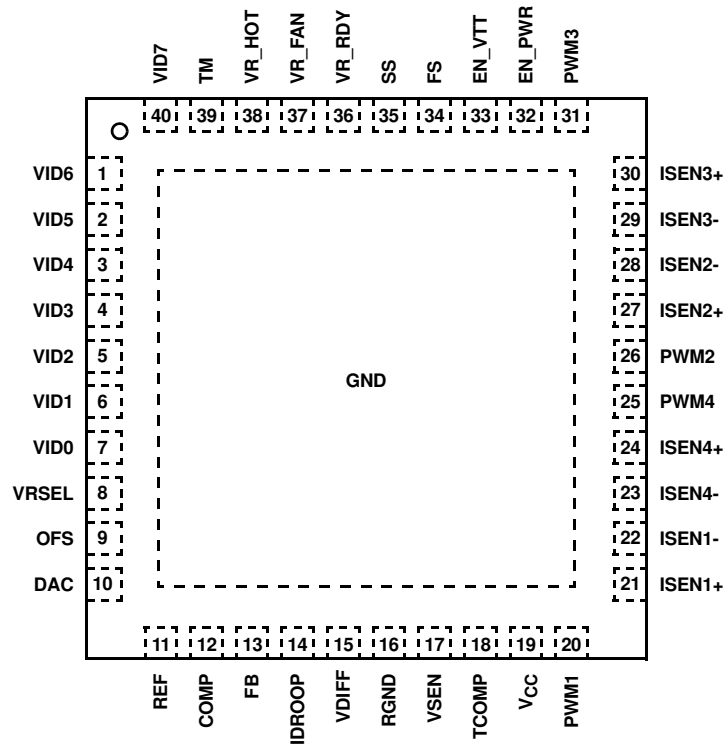 VID7
TM
VR_HOT
VR_FAN
VR_RDY
SS
FS
EN_VTT
EN_PWR
PWM3
40 39 38 37 36 35 34 33 32 31
VID6 1 30 ISEN3+
VID5 2 29 ISEN3-
VID4 3 28 ISEN2-
VID3 4 27 ISEN2+
VID2 5 26 PWM2
GND
VID1 6 25 PWM4
VID0 7 24 ISEN4+
VRSEL 8 23 ISEN4-
OFS 9 22 ISEN1-
DAC 10 21 ISEN1+
11 12 13 14 15 16 17 18 19 20
REF
COMP
FB
IDROOP
VDIFF
RGND
VSEN
TCOMP
VCC
PWM1